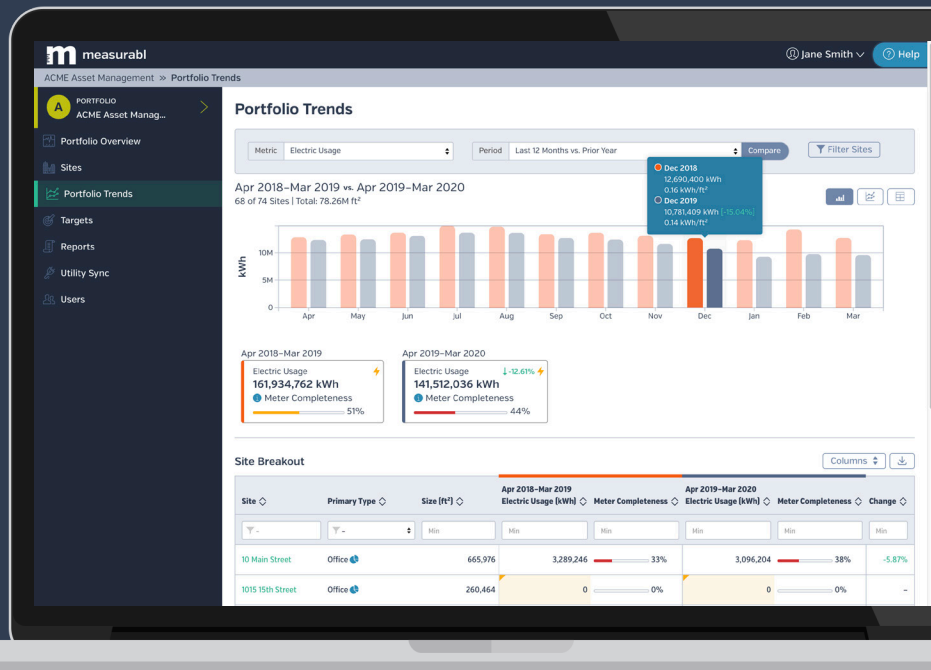 m measurabl
Jane Smith
? Help
ACME Asset Management » Portfolio Trends
A
PORTFOLIO
ACME Asset Manag...
Portfolio Overview
Sites
Portfolio Trends
Targets
Reports
Utility Sync
Users
Portfolio Trends
Metric Electric Usage
Period Last 12 Months vs. Prior Year
Compare
Filter Sites
Apr 2018–Mar 2019 vs. Apr 2019–Mar 2020
68 of 74 Sites | Total: 78.26M ft²
Dec 2018
12,690,400 kWh
0.16 kWh/ft²
Dec 2019
10,781,409 kWh [-15.04%]
0.14 kWh/ft²
kWh
10M
5M
0
Apr May Jun Jul Aug Sep Oct Nov Dec Jan Feb Mar
Apr 2018–Mar 2019
Electric Usage
161,934,762 kWh
Meter Completeness
51%
Apr 2019–Mar 2020
Electric Usage ↓-12.61%
141,512,036 kWh
Meter Completeness
44%
Site Breakout
Columns
Apr 2018–Mar 2019 Apr 2019–Mar 2020
Site Primary Type Size (ft²) Electric Usage (kWh) Meter Completeness Electric Usage (kWh) Meter Completeness Change
- - Min Min Min Min Min Min
10 Main Street Office 665,976 3,289,246 33% 3,096,204 38% -5.87%
1015 15th Street Office 260,464 0 0% 0 0% -